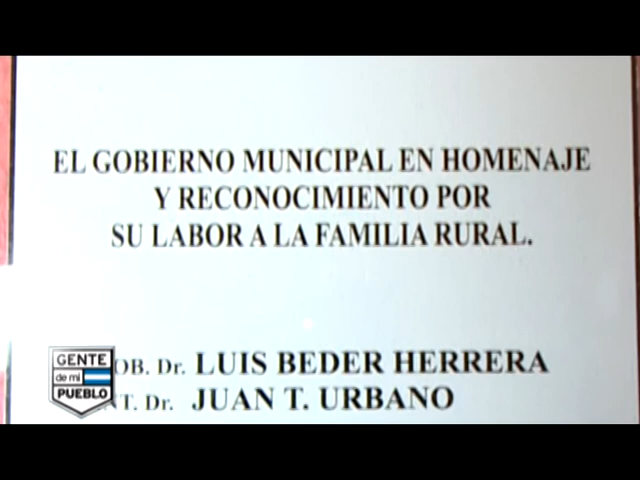 EL GOBIERNO MUNICIPAL EN HOMENAJE
Y RECONOCIMIENTO POR
SU LABOR A LA FAMILIA RURAL.
OB. Dr. LUIS BEDER HERRERA
NT. Dr. JUAN T. URBANO
GENTE
de mi
PUEBLO